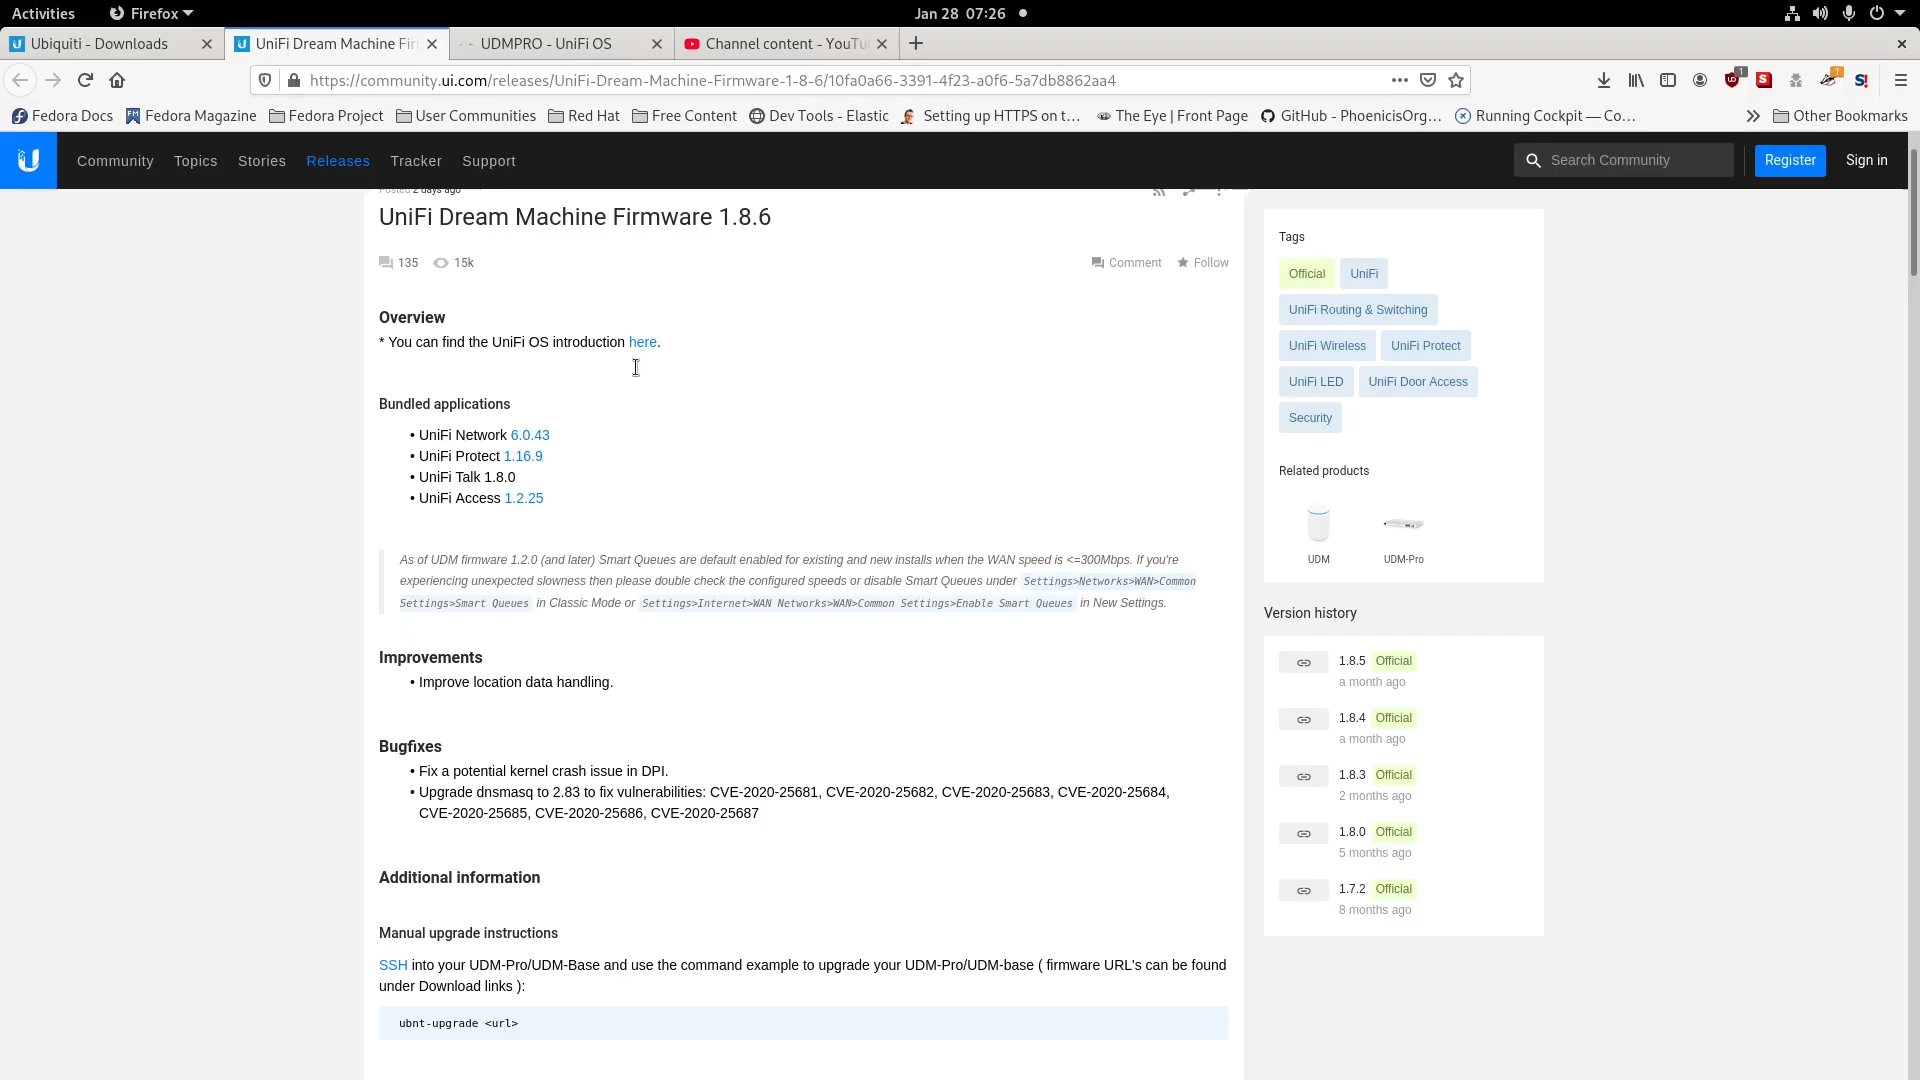 Activities Firefox Jan 28 07:26
Ubiquiti - Downloads UniFi Dream Machine Fir UDMPRO - UniFi OS Channel content - YouTu
https://community.ui.com/releases/UniFi-Dream-Machine-Firmware-1-8-6/10fa0a66-3391-4f23-a0f6-5a7db8862aa4 1 1
Fedora Docs Fedora Magazine Fedora Project User Communities Red Hat Free Content Dev Tools - Elastic Setting up HTTPS on t… The Eye | Front Page GitHub - PhoenicisOrg… Running Cockpit — Co… Other Bookmarks
Community Topics Stories Releases Tracker Support Search Community Register Sign in
Posted 2 days ago
UniFi Dream Machine Firmware 1.8.6
135 15k Comment Follow
Overview
* You can find the UniFi OS introduction here.
Bundled applications
• UniFi Network 6.0.43
• UniFi Protect 1.16.9
• UniFi Talk 1.8.0
• UniFi Access 1.2.25
As of UDM firmware 1.2.0 (and later) Smart Queues are default enabled for existing and new installs when the WAN speed is <=300Mbps. If you're
experiencing unexpected slowness then please double check the configured speeds or disable Smart Queues under Settings>Networks>WAN>Common
Settings>Smart Queues in Classic Mode or Settings>Internet>WAN Networks>WAN>Common Settings>Enable Smart Queues in New Settings.
Improvements
• Improve location data handling.
Bugfixes
• Fix a potential kernel crash issue in DPI.
• Upgrade dnsmasq to 2.83 to fix vulnerabilities: CVE-2020-25681, CVE-2020-25682, CVE-2020-25683, CVE-2020-25684,
CVE-2020-25685, CVE-2020-25686, CVE-2020-25687
Additional information
Manual upgrade instructions
SSH into your UDM-Pro/UDM-Base and use the command example to upgrade your UDM-Pro/UDM-base ( firmware URL's can be found
under Download links ):
ubnt-upgrade <url>
Tags
Official UniFi
UniFi Routing & Switching
UniFi Wireless UniFi Protect
UniFi LED UniFi Door Access
Security
Related products
UDM UDM-Pro
Version history
1.8.5 Official
a month ago
1.8.4 Official
a month ago
1.8.3 Official
2 months ago
1.8.0 Official
5 months ago
1.7.2 Official
8 months ago